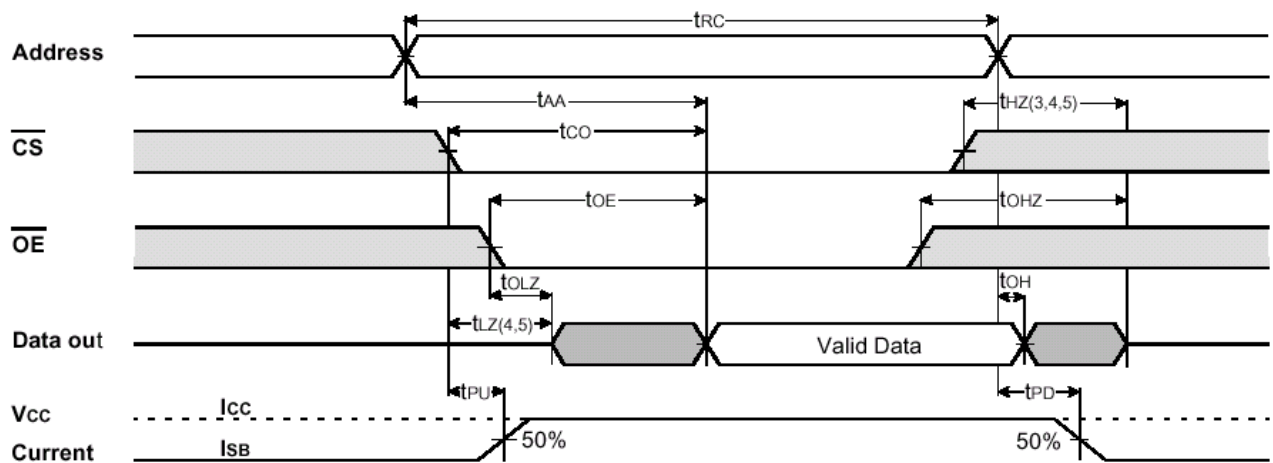 tRC
Address
tAA
tHZ(3,4,5)
CS
tCO
OE
tOE
tOHZ
tOLZ
tOH
tLZ(4,5)
Data out
Valid Data
tPU
tPD
VCC
ICC
50%
50%
Current
ISB